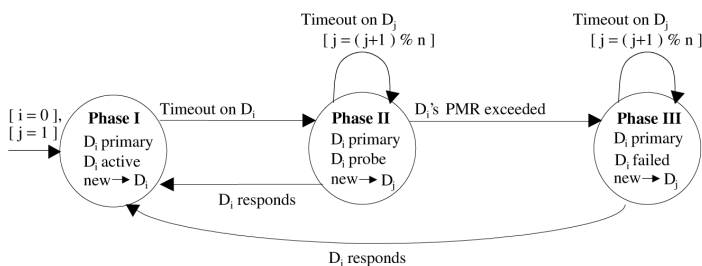 Timeout on Dⱼ
[ j = ( j+1 ) % n ]
Timeout on Dⱼ
[ j = ( j+1 ) % n ]
[ i = 0 ],
[ j = 1 ]
Phase I
Dᵢ primary
Dᵢ active
new → Dᵢ
Timeout on Dᵢ
Phase II
Dᵢ primary
Dᵢ probe
new → Dⱼ
Dᵢ's PMR exceeded
Phase III
Dᵢ primary
Dᵢ failed
new → Dⱼ
Dᵢ responds
Dᵢ responds